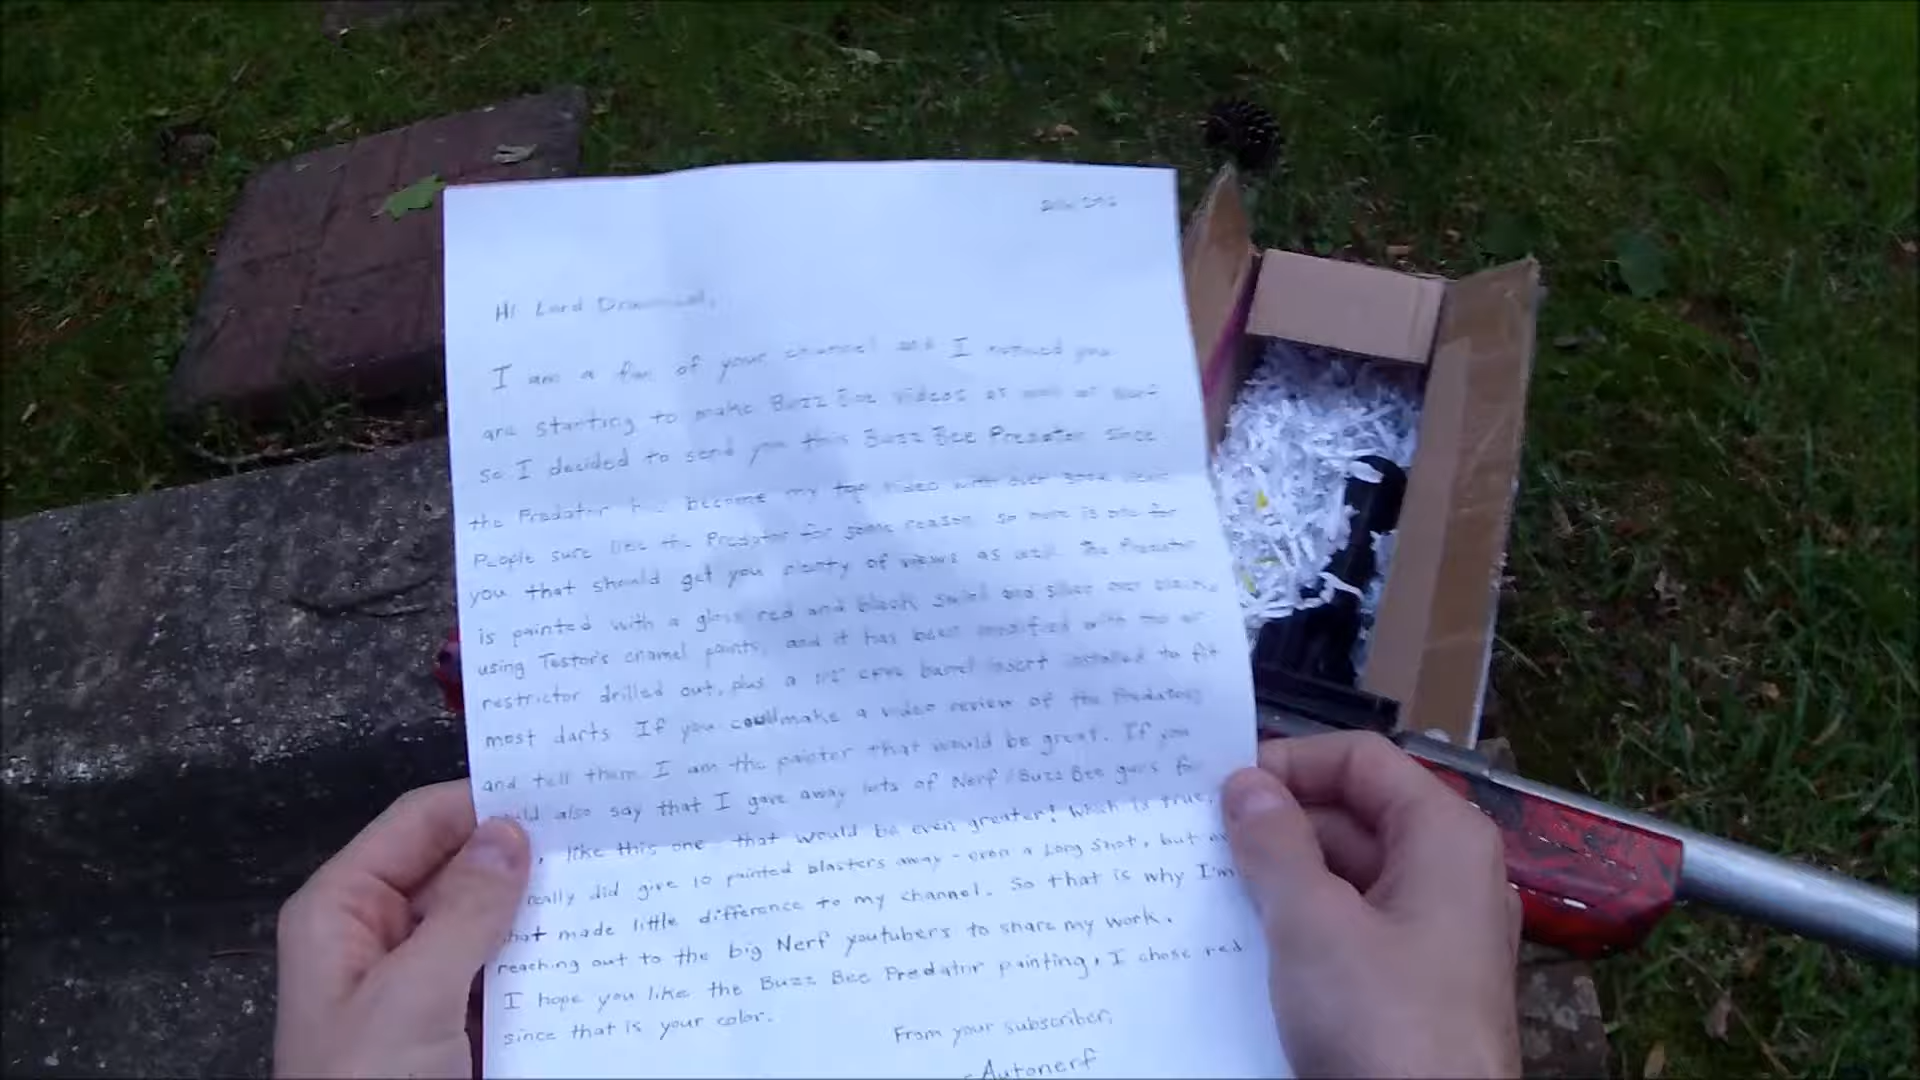 Hi Lord
I am a fan of your channel and I noticed you
are starting to make Buzz Bee videos as well as
so I decided to send you this Buzz Bee Predator since
the Predator become my top video with over
People sure like the Predator for some reason so here is one for
you that should get you plenty of views as well. The Predator
is painted with a gloss red and black swirl and silver over black,
using Testor's enamel paints, and it has been modified with the air
restrictor drilled out, plus a 1/2" CPVC barrel insert installed to fit
most darts. If you could make a video review of the Predator,
and tell them I am the painter that would be great. If you
could also say that I gave away lots of Nerf/Buzz Bee guns
, like this one that would be even greater! Which is true,
really did give 10 painted blasters away - even a Long Shot, but
that made little difference to my channel. So that is why I'm
reaching out to the big Nerf youtubers to share my work.
I hope you like the Buzz Bee Predator painting, I chose red
since that is your color.
From your subscriber,
- Autonerf